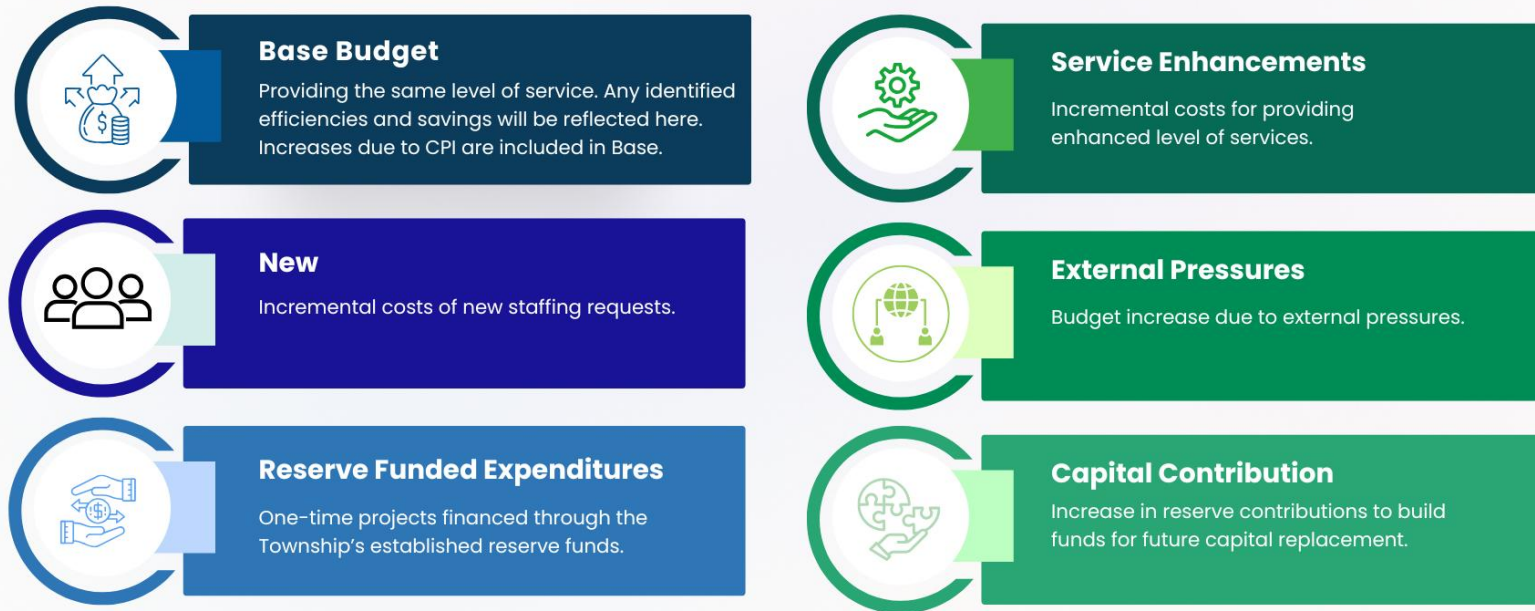 Base Budget
Providing the same level of service. Any identified
efficiencies and savings will be reflected here.
Increases due to CPI are included in Base.
Service Enhancements
Incremental costs for providing
enhanced level of services.
New
Incremental costs of new staffing requests.
External Pressures
Budget increase due to external pressures.
Reserve Funded Expenditures
One-time projects financed through the
Township’s established reserve funds.
Capital Contribution
Increase in reserve contributions to build
funds for future capital replacement.